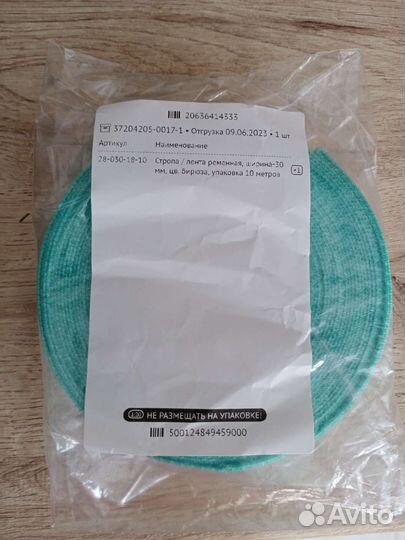 20636414333
37204205-0017-1 • Отгрузка 09.06.2023 • 1 шт
Артикул Наименование
28-030-18-10 Стропа / лента ременная, ширина-30 x1
мм, цв. бирюза, упаковка 10 метров
НЕ РАЗМЕЩАТЬ НА УПАКОВКЕ!
500124849459000
Avito